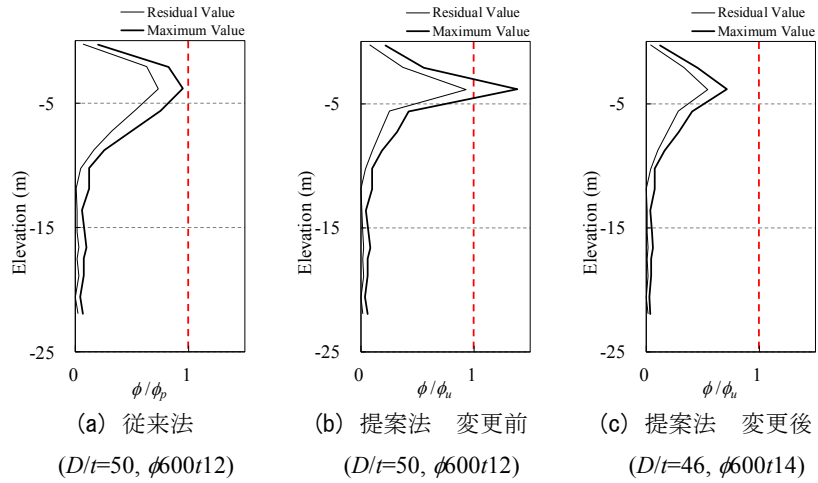 Residual Value
Maximum Value
Elevation (m)
-5
-15
-25
0
1
ϕ/ϕp
(a) 従来法
(D/t=50, ϕ600t12)
Residual Value
Maximum Value
Elevation (m)
-5
-15
-25
0
1
ϕ/ϕu
(b) 提案法　変更前
(D/t=50, ϕ600t12)
Residual Value
Maximum Value
Elevation (m)
-5
-15
-25
0
1
ϕ/ϕu
(c) 提案法　変更後
(D/t=46, ϕ600t14)